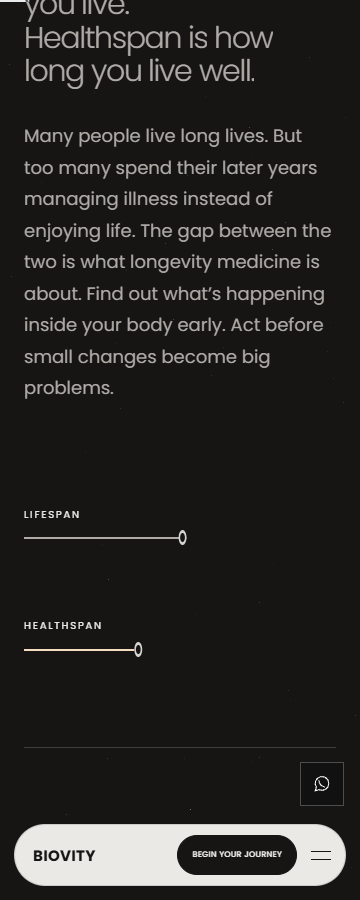 you live.
Healthspan is how
long you live well.
Many people live long lives. But
too many spend their later years
managing illness instead of
enjoying life. The gap between the
two is what longevity medicine is
about. Find out what’s happening
inside your body early. Act before
small changes become big
problems.
LIFESPAN
HEALTHSPAN
BIOVITY
BEGIN YOUR JOURNEY